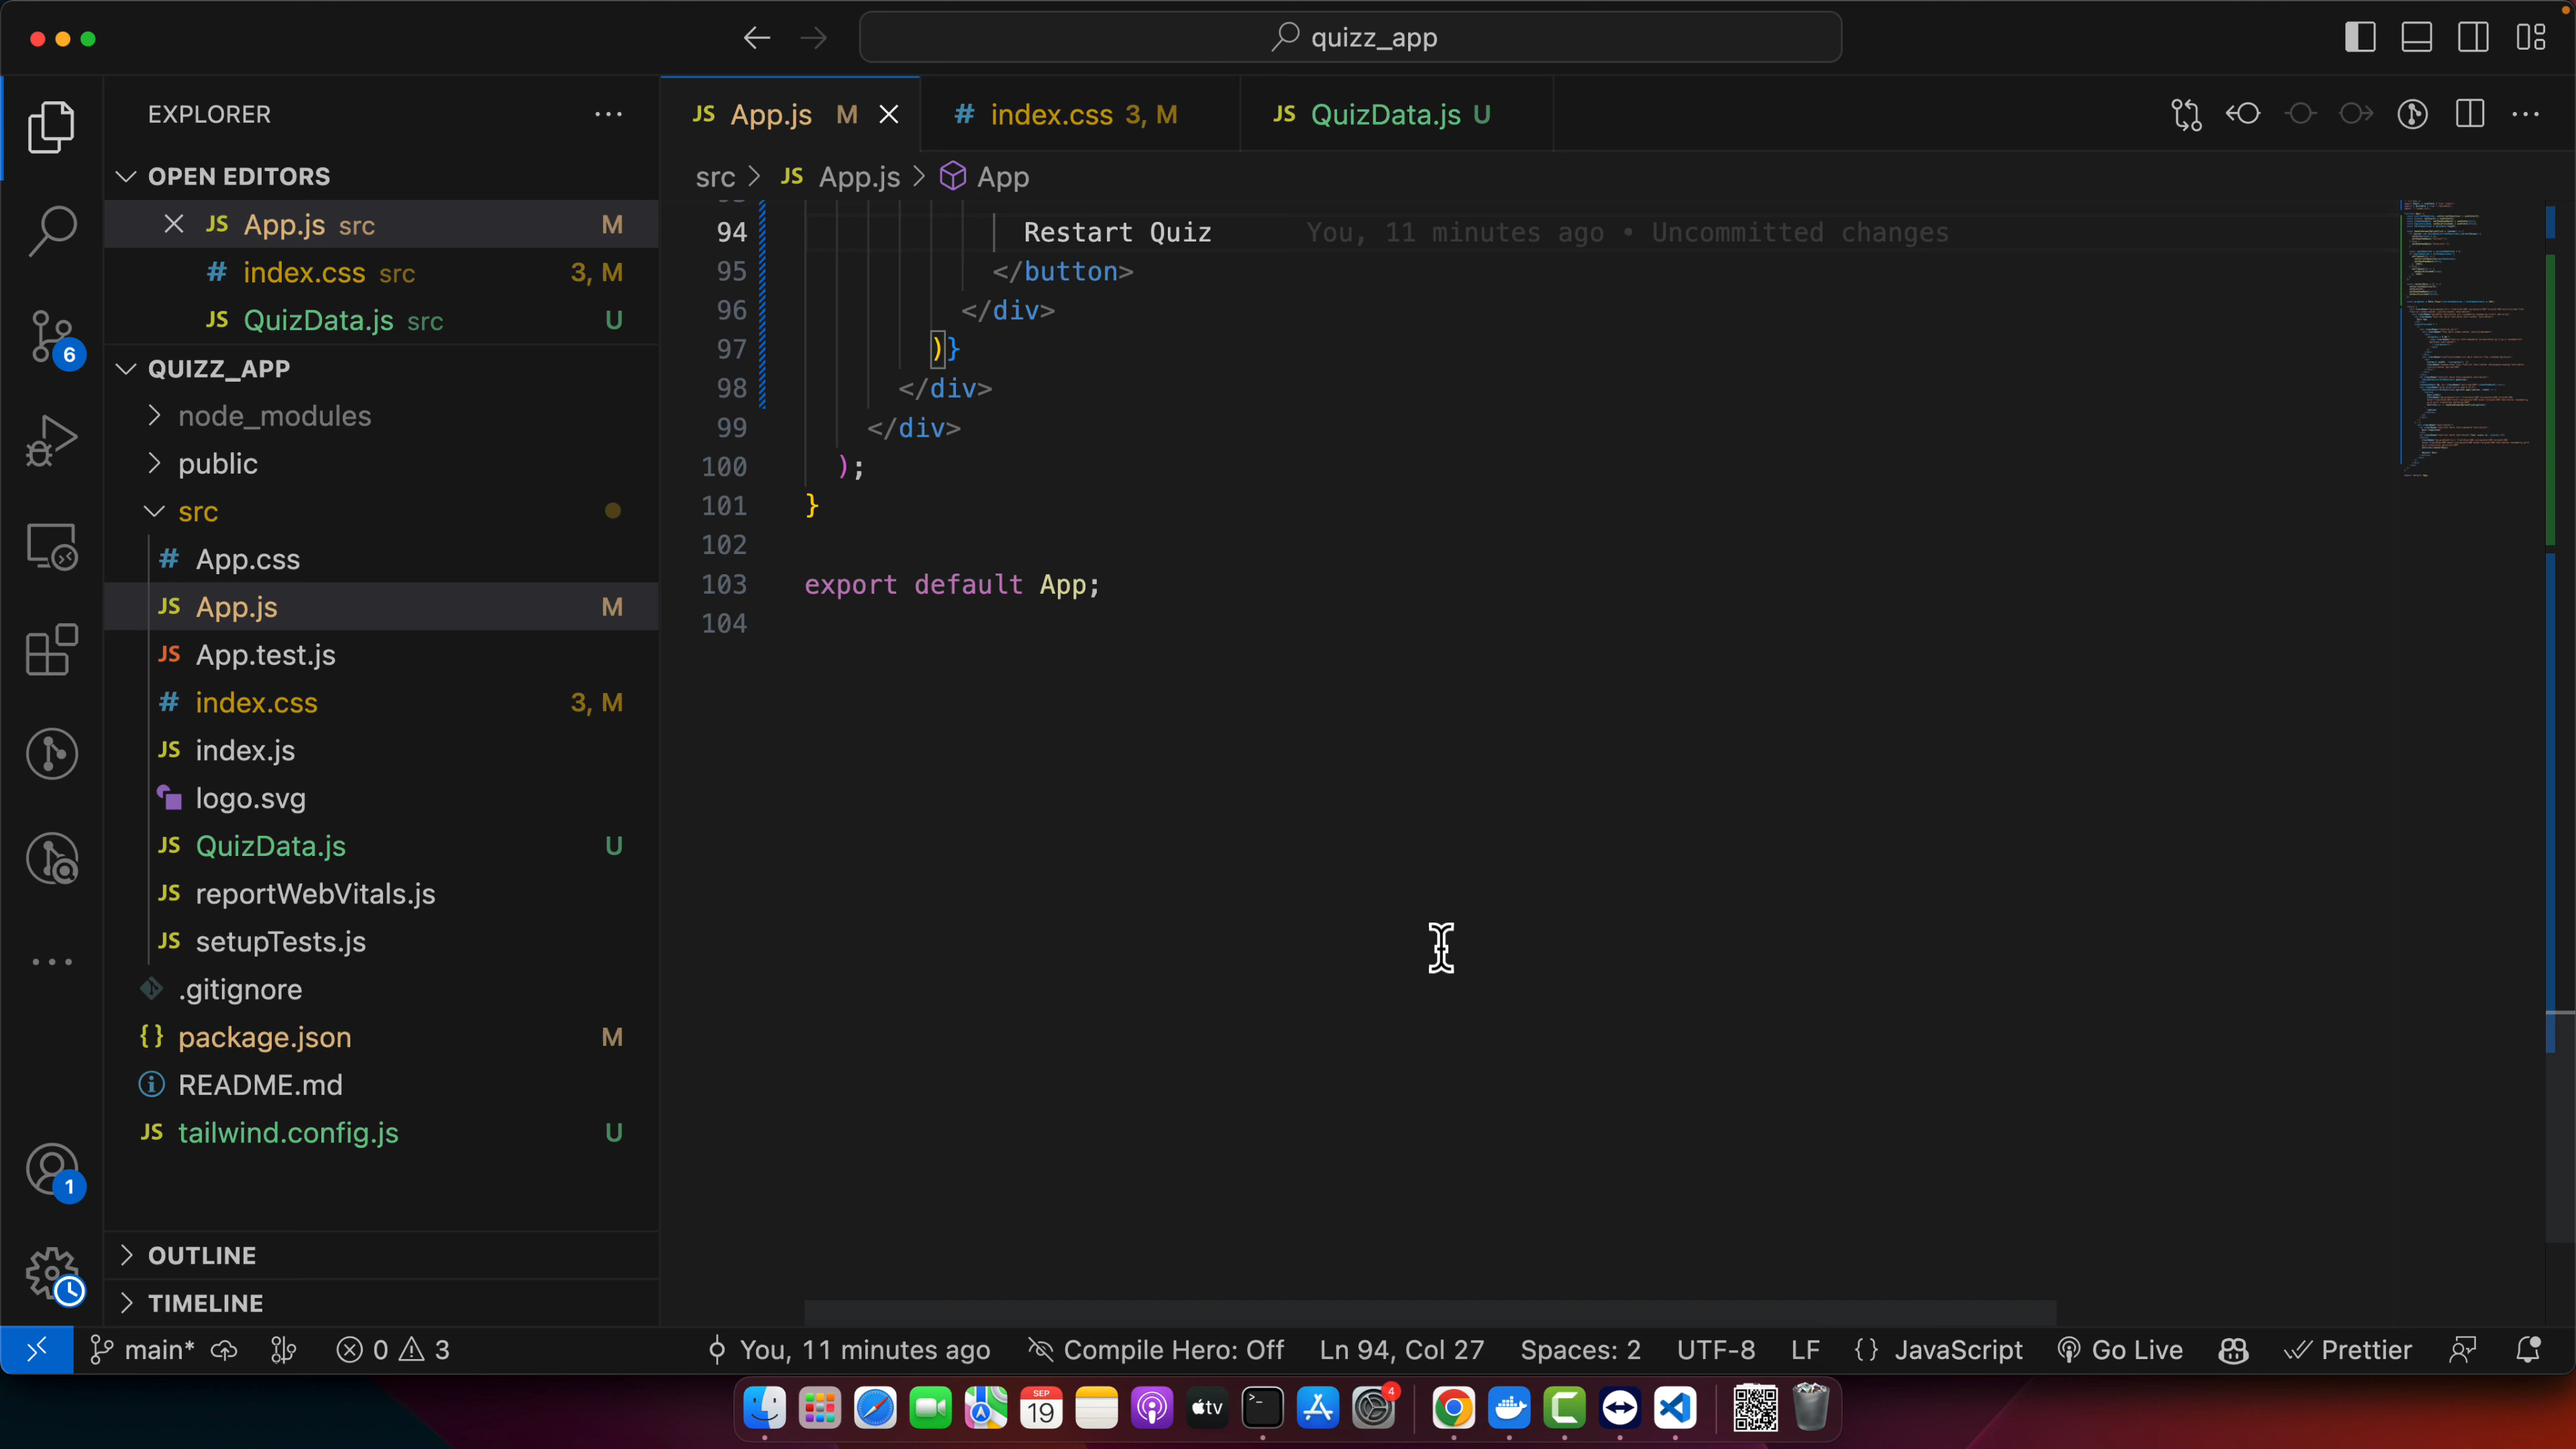 quizz_app
EXPLORER
JS App.js M
# index.css 3, M
JS QuizData.js U
OPEN EDITORS
src > JS App.js > App
JS App.js src M
# index.css src 3, M
JS QuizData.js src U
QUIZZ_APP
node_modules
public
src
# App.css
JS App.js M
JS App.test.js
# index.css 3, M
JS index.js
logo.svg
JS QuizData.js U
JS reportWebVitals.js
JS setupTests.js
.gitignore
{} package.json M
README.md
JS tailwind.config.js U
OUTLINE
TIMELINE
94 Restart Quiz You, 11 minutes ago • Uncommitted changes
95 </button>
96 </div>
97 )}
98 </div>
99 </div>
100 );
101 }
102
103 export default App;
104
6
1
main* 0 3 You, 11 minutes ago Compile Hero: Off Ln 94, Col 27 Spaces: 2 UTF-8 LF {} JavaScript Go Live Prettier
SEP
19
tv
4